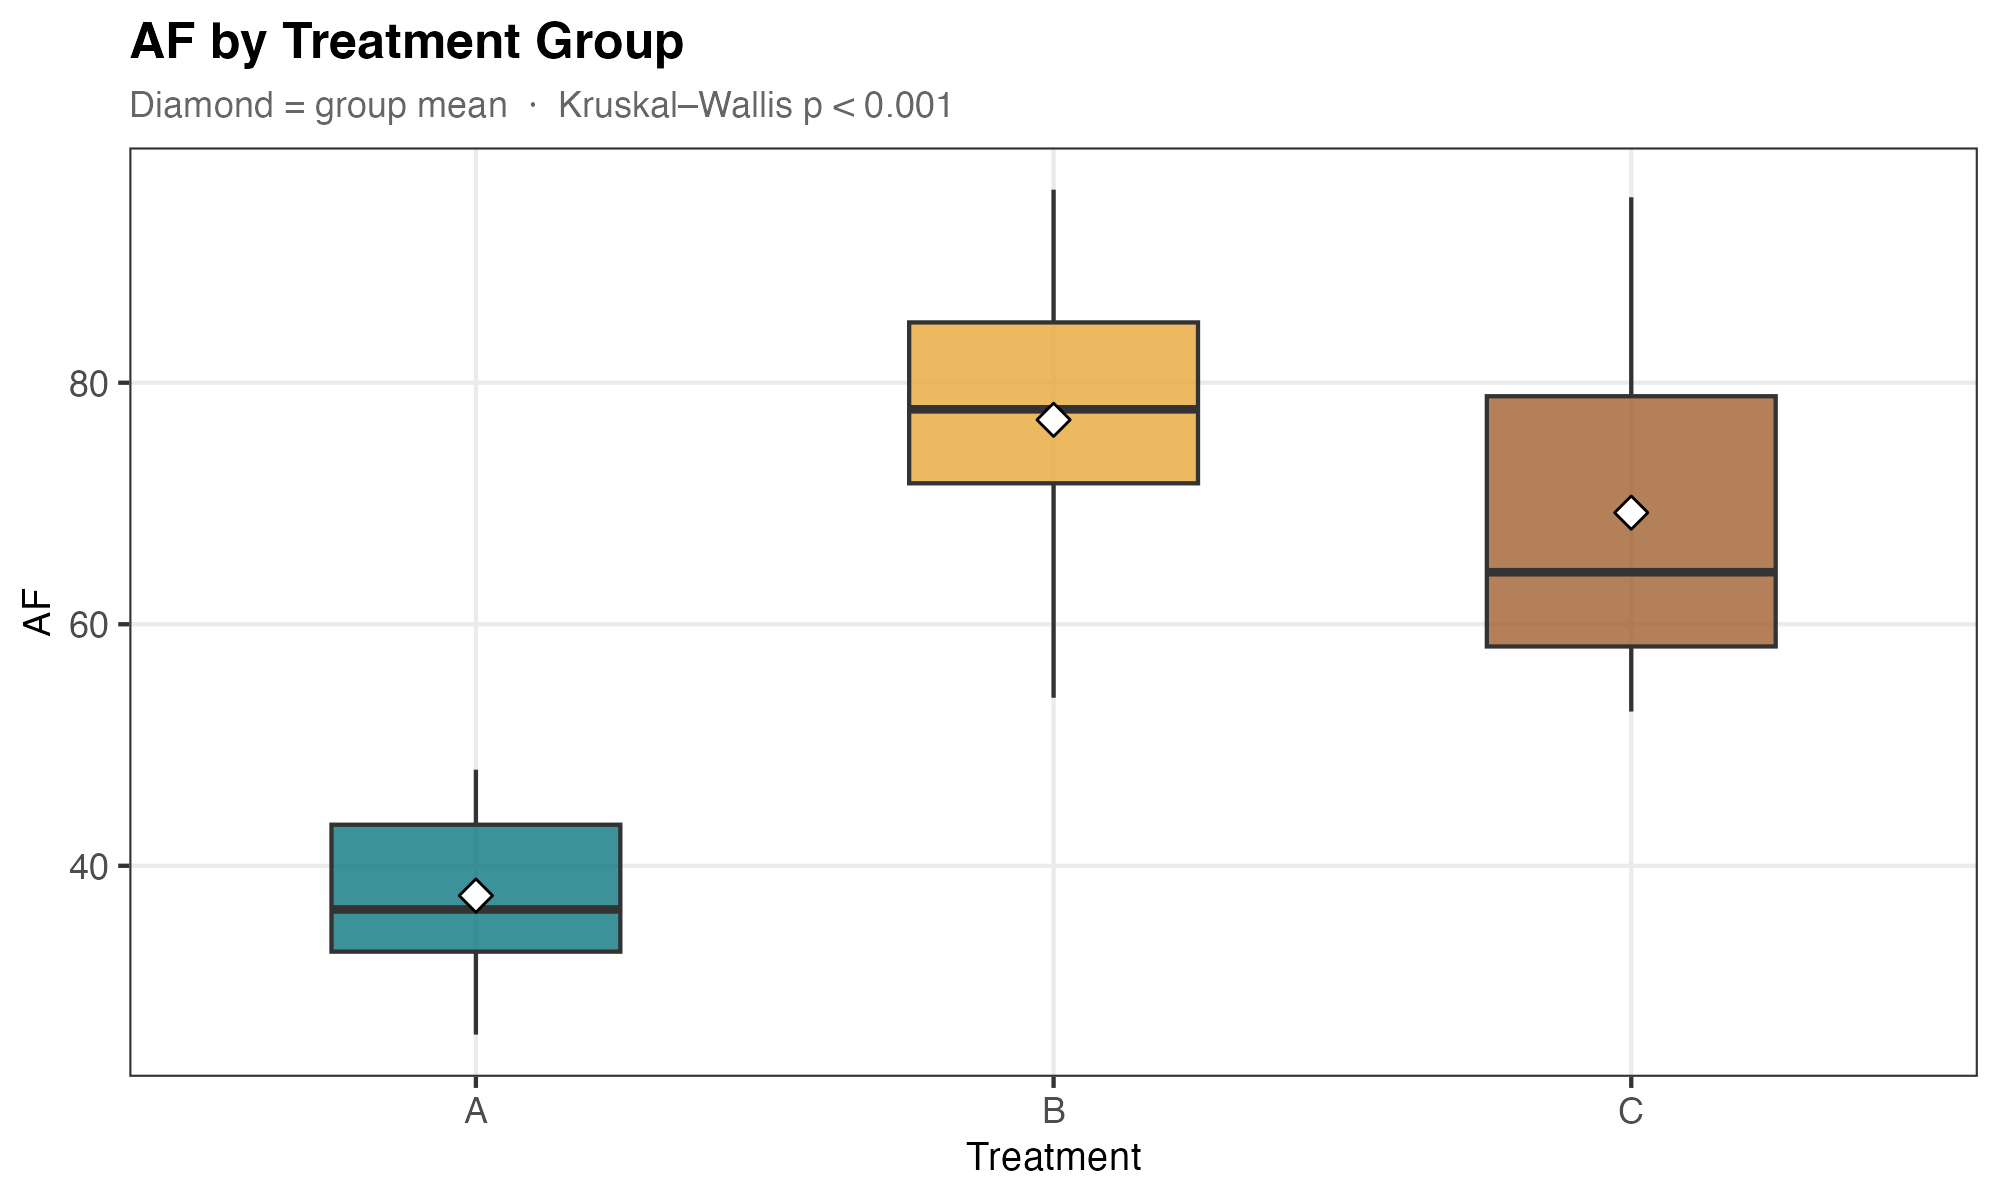 AF by Treatment Group
Diamond = group mean · Kruskal–Wallis p < 0.001
AF
80
60
40
A
B
C
Treatment